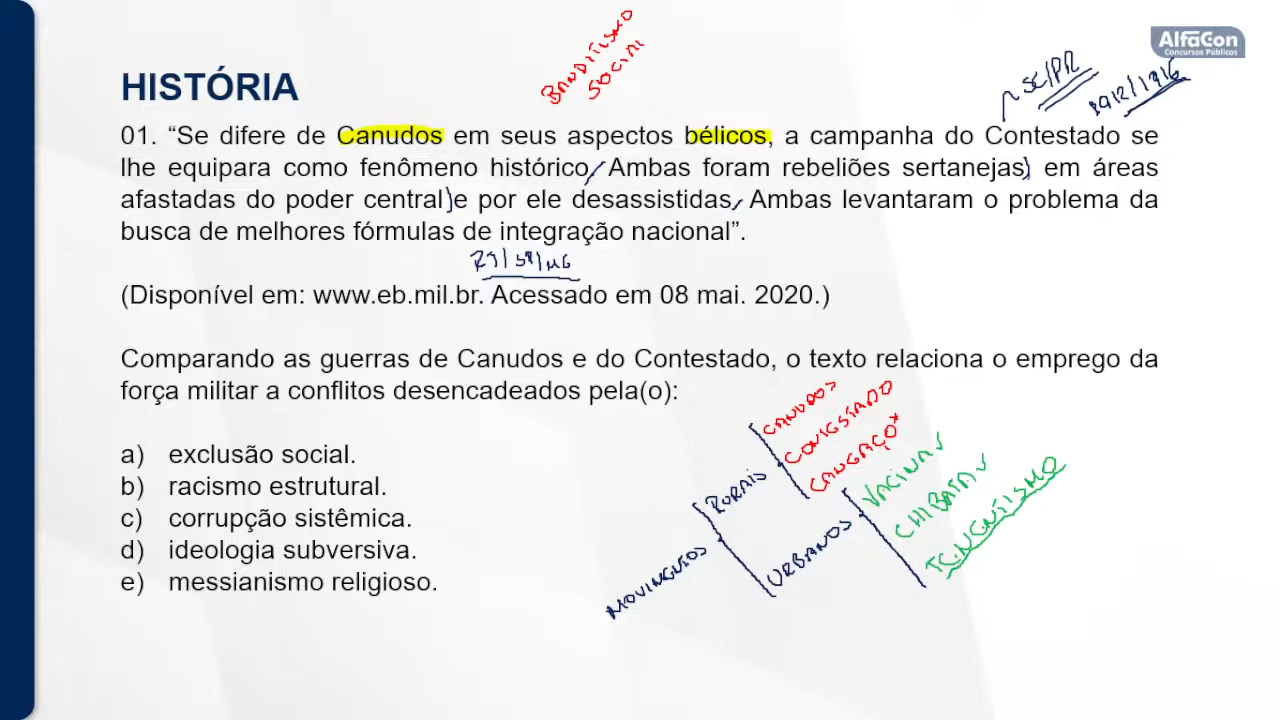 AlfaCon
Concursos Públicos
BANDITISMO
SOCIAL
SC/PR
1912/1916
HISTÓRIA
01. “Se difere de Canudos em seus aspectos bélicos, a campanha do Contestado se
lhe equipara como fenômeno histórico. Ambas foram rebeliões sertanejas, em áreas
afastadas do poder central e por ele desassistidas. Ambas levantaram o problema da
busca de melhores fórmulas de integração nacional”.
RJ/SP/MG
(Disponível em: www.eb.mil.br. Acessado em 08 mai. 2020.)
Comparando as guerras de Canudos e do Contestado, o texto relaciona o emprego da
força militar a conflitos desencadeados pela(o):
a) exclusão social.
b) racismo estrutural.
c) corrupção sistêmica.
d) ideologia subversiva.
e) messianismo religioso.
MOVIMENTOS
RURAIS
CANUDOS
CONTESTADO
CANGAÇO*
URBANOS
VACINA
CHIBATA
TENENTISMO